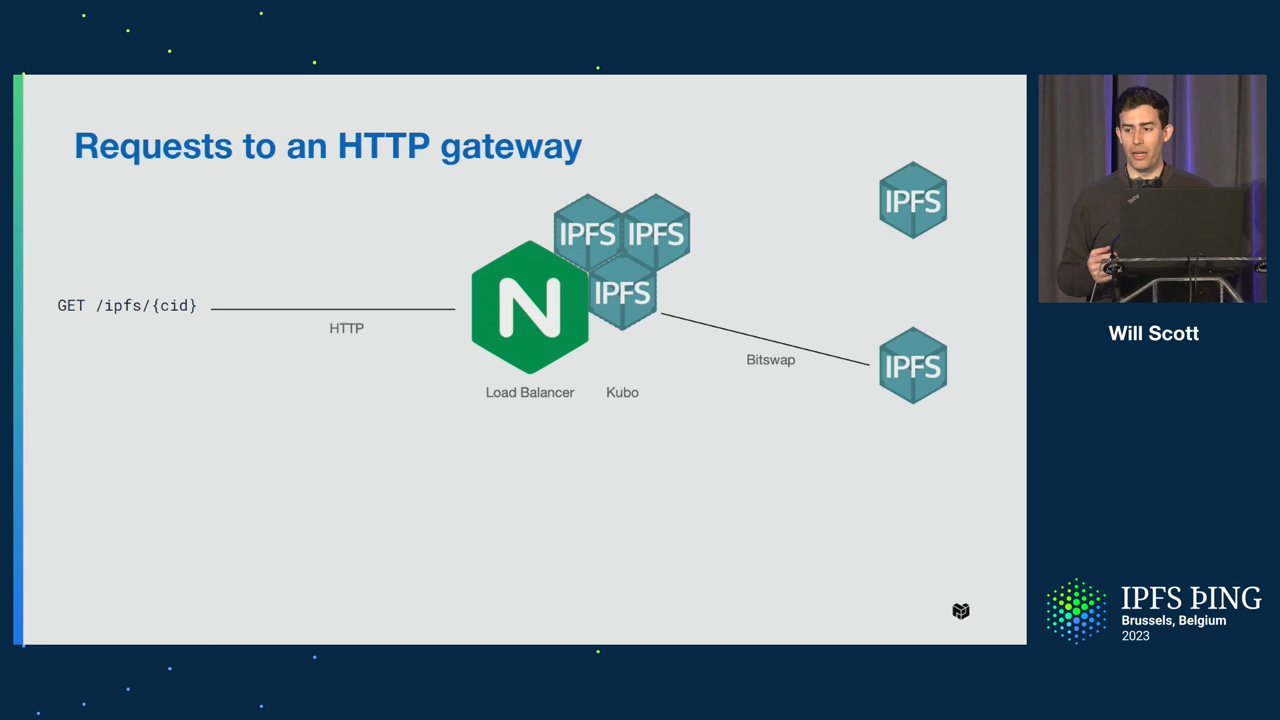 Requests to an HTTP gateway
IPFS
IPFS
IPFS
IPFS
GET /ipfs/{cid}
HTTP
N
IPFS
Bitswap
IPFS
Load Balancer
Kubo
Will Scott
IPFS ÞING
Brussels, Belgium
2023